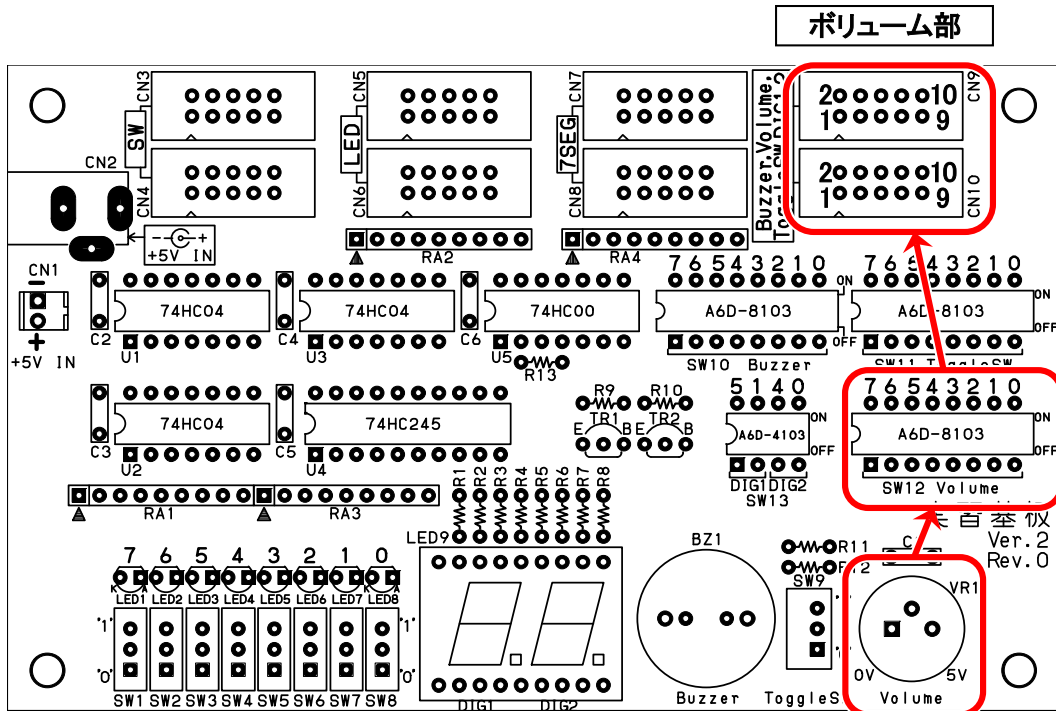 ボリューム部
CN3
CN5
CN7
CN9
SW
LED
7SEG
Buzzer,Volume,
2 10
1 9
CN2
CN4
CN6
CN8
CN10
2 10
1 9
- +
+5V IN
RA2
RA4
CN1
-
+
+5V IN
7 6 5 4 3 2 1 0
7 6 5 4 3 2 1 0
C2
74HC04
U1
C4
74HC04
U3
C6
74HC00
U5
R13
A6D-8103
ON
OFF
SW10 Buzzer
A6D-8103
ON
OFF
SW11 ToggleSW
C3
74HC04
U2
C5
74HC245
U4
R9
R10
TR1
E B
TR2
E B
5 1 4 0
A6D-4103
ON
OFF
DIG1 DIG2
SW13
7 6 5 4 3 2 1 0
A6D-8103
ON
OFF
SW12 Volume
RA1
RA3
R1 R2 R3 R4 R5 R6 R7 R8
基板
Ver.2
Rev.0
LED9
BZ1
R11
SW9
C
VR1
7 6 5 4 3 2 1 0
K A
K A
LED1 LED2 LED3 LED4 LED5 LED6 LED7 LED8
'1' '1'
'0' '0'
SW1 SW2 SW3 SW4 SW5 SW6 SW7 SW8
DIG1 DIG2
Buzzer
ToggleS
0V 5V
Volume